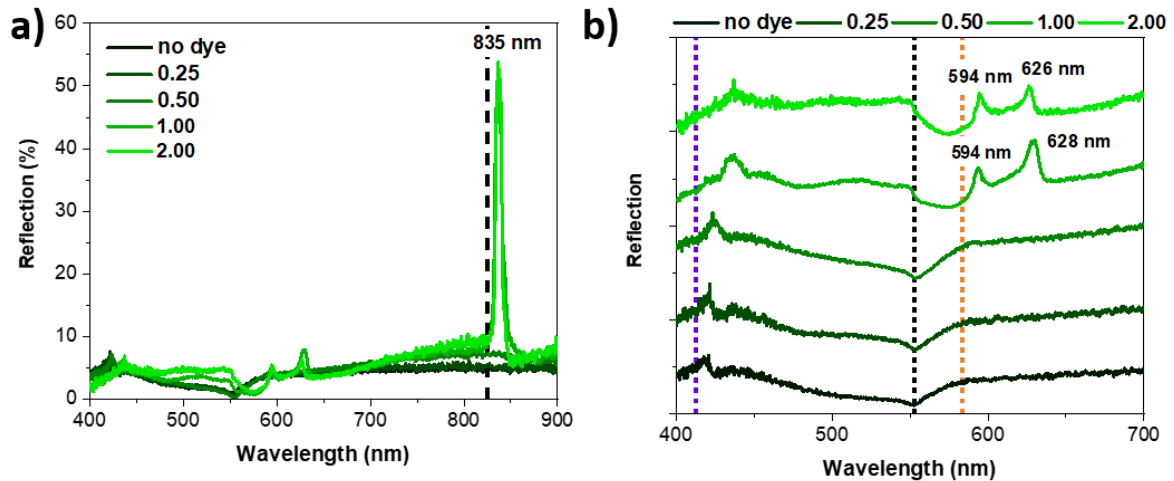 a)
no dye
0.25
0.50
1.00
2.00
835 nm
60
50
40
30
20
10
0
Reflection (%)
400 500 600 700 800 900
Wavelength (nm)
b)
no dye 0.25 0.50 1.00 2.00
594 nm 626 nm
594 nm 628 nm
Reflection
400 500 600 700
Wavelength (nm)